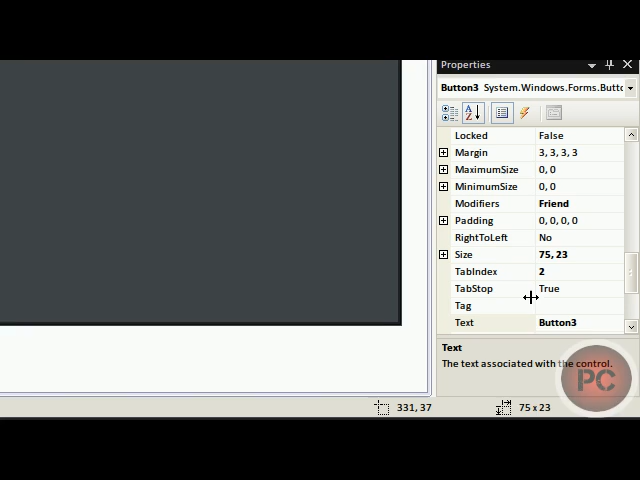 Properties
Button3 System.Windows.Forms.Butto
A
Z
Locked False
Margin 3, 3, 3, 3
MaximumSize 0, 0
MinimumSize 0, 0
Modifiers Friend
Padding 0, 0, 0, 0
RightToLeft No
Size 75, 23
TabIndex 2
TabStop True
Tag
Text Button3
Text
The text associated with the control.
PC
331, 37 75 x 23